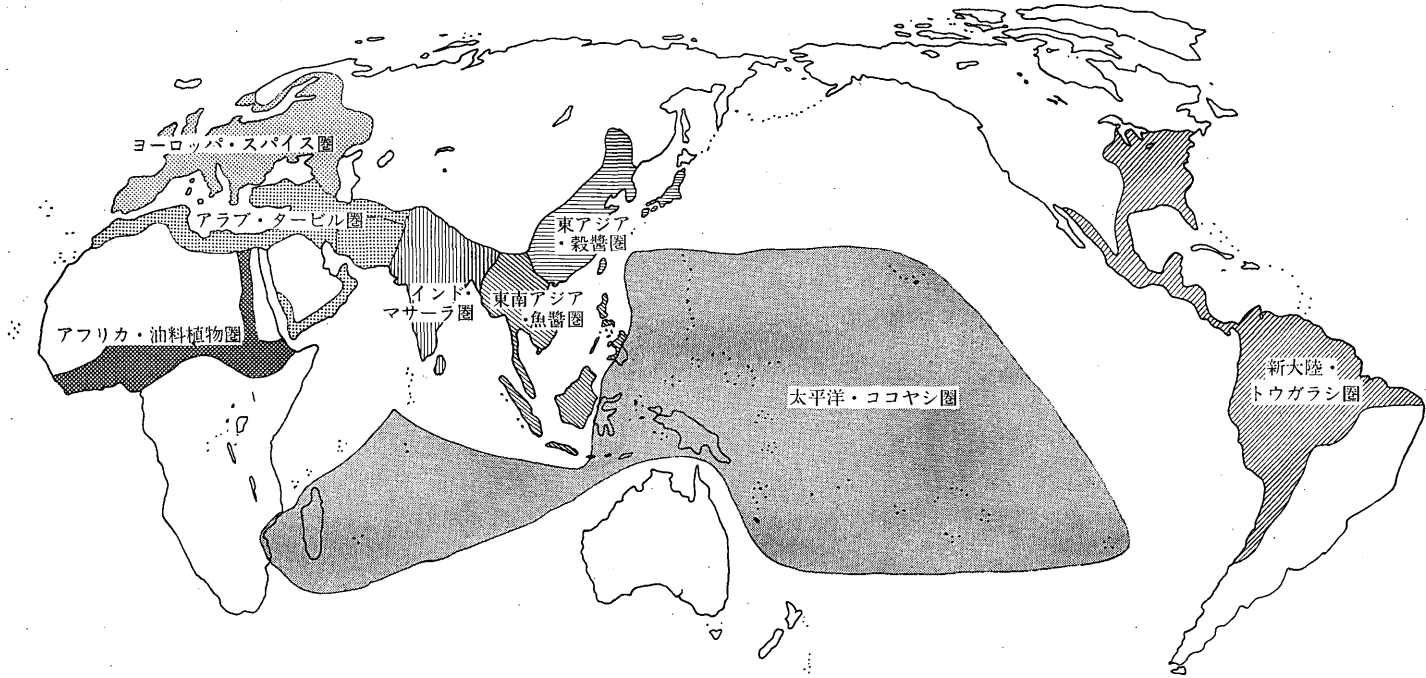 ヨーロッパ・スパイス圏
アラブ・タービル圏
東アジア
・穀醬圏
インド・
マサーラ圏
東南アジア
・魚醬圏
アフリカ・油料植物圏
太平洋・ココヤシ圏
新大陸・
トウガラシ圏